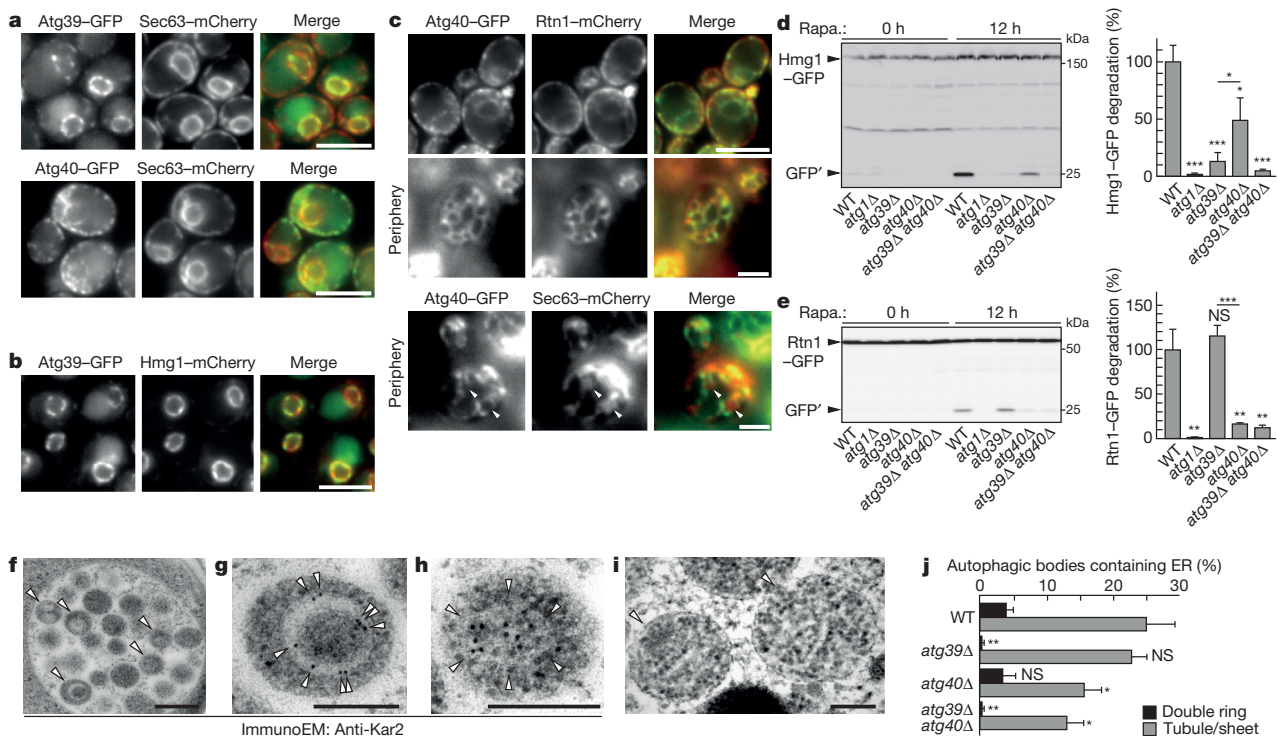 a
Atg39–GFP Sec63–mCherry Merge
Atg40–GFP Sec63–mCherry Merge
b
Atg39–GFP Hmg1–mCherry Merge
c
Atg40–GFP Rtn1–mCherry Merge
Periphery
Atg40–GFP Sec63–mCherry Merge
Periphery
d
Rapa.: 0 h 12 h
kDa
Hmg1
–GFP
150
GFP′
25
WT
atg1Δ
atg39Δ
atg40Δ
atg39Δ atg40Δ
WT
atg1Δ
atg39Δ
atg40Δ
atg39Δ atg40Δ
Hmg1–GFP degradation (%)
100
50
0
***
***
*
*
***
WT
atg1Δ
atg39Δ
atg40Δ
atg39Δ atg40Δ
e
Rapa.: 0 h 12 h
kDa
Rtn1
–GFP
50
GFP′
25
WT
atg1Δ
atg39Δ
atg40Δ
atg39Δ atg40Δ
WT
atg1Δ
atg39Δ
atg40Δ
atg39Δ atg40Δ
Rtn1–GFP degradation (%)
150
100
50
0
**
NS
***
**
**
WT
atg1Δ
atg39Δ
atg40Δ
atg39Δ atg40Δ
f
g
h
i
ImmunoEM: Anti-Kar2
j
Autophagic bodies containing ER (%)
0 10 20 30
WT
atg39Δ
**
NS
atg40Δ
NS
*
atg39Δ
atg40Δ
**
*
Double ring
Tubule/sheet